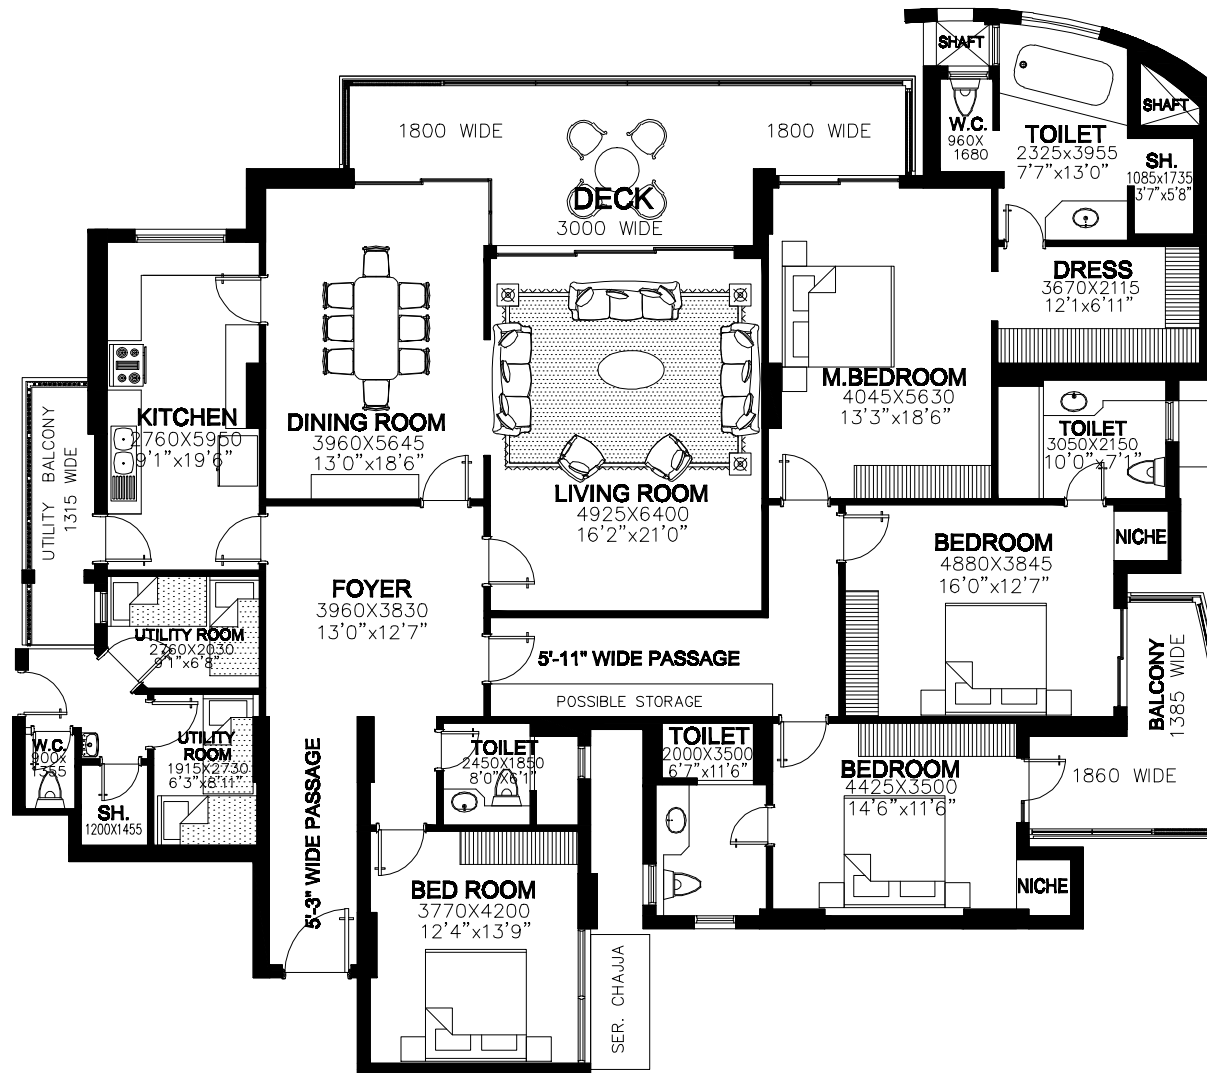 SHAFT
SHAFT
W.C.
960X
1680
TOILET
2325x3955
7'7"x13'0"
SH.
1085x1735
3'7"x5'8"
1800 WIDE
1800 WIDE
DECK
3000 WIDE
DRESS
3670X2115
12'1x6'11"
M.BEDROOM
4045X5630
13'3"x18'6"
KITCHEN
2760X5950
9'1"x19'6"
DINING ROOM
3960X5645
13'0"x18'6"
LIVING ROOM
4925X6400
16'2"x21'0"
TOILET
3050X2150
10'0"x7'1"
UTILITY BALCONY
1315 WIDE
NICHE
BEDROOM
4880X3845
16'0"x12'7"
FOYER
3960X3830
13'0"x12'7"
UTILITY ROOM
2760X2030
9'1"x6'8"
5'-11" WIDE PASSAGE
POSSIBLE STORAGE
BALCONY
1385 WIDE
W.C.
900x
1355
UTILITY
ROOM
1915X2730
6'3"x8'11"
SH.
1200X1455
5'-3" WIDE PASSAGE
TOILET
2450X1850
8'0"x6'1"
TOILET
2000X3500
6'7"x11'6"
BEDROOM
4425X3500
14'6"x11'6"
1860 WIDE
NICHE
BED ROOM
3770X4200
12'4"x13'9"
SER. CHAJJA